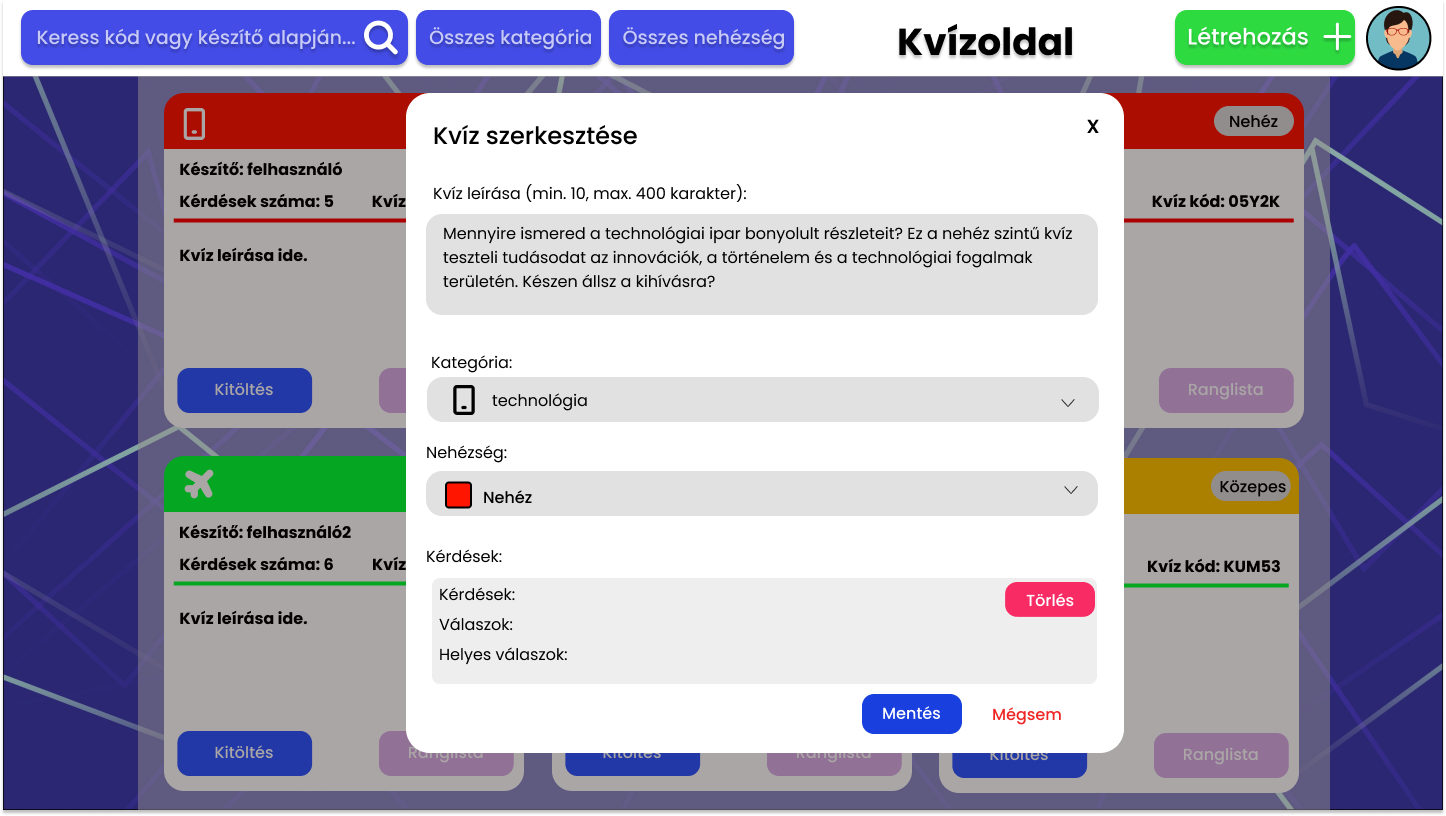 Keress kód vagy készítő alapján...
Összes kategória
Összes nehézség
Kvízoldal
Létrehozás
Nehéz
Készítő: felhasználó
Kérdések száma: 5
Kvíz
Kvíz kód: 05Y2K
Kvíz leírása ide.
Kitöltés
Ranglista
Közepes
Készítő: felhasználó2
Kérdések száma: 6
Kvíz
Kvíz kód: KUM53
Kvíz leírása ide.
Kitöltés
Ranglista
Kitöltés
Ranglista
Kitöltés
Ranglista
Kvíz szerkesztése
X
Kvíz leírása (min. 10, max. 400 karakter):
Mennyire ismered a technológiai ipar bonyolult részleteit? Ez a nehéz szintű kvíz
teszteli tudásodat az innovációk, a történelem és a technológiai fogalmak
területén. Készen állsz a kihívásra?
Kategória:
technológia
Nehézség:
Nehéz
Kérdések:
Kérdések:
Törlés
Válaszok:
Helyes válaszok:
Mentés
Mégsem